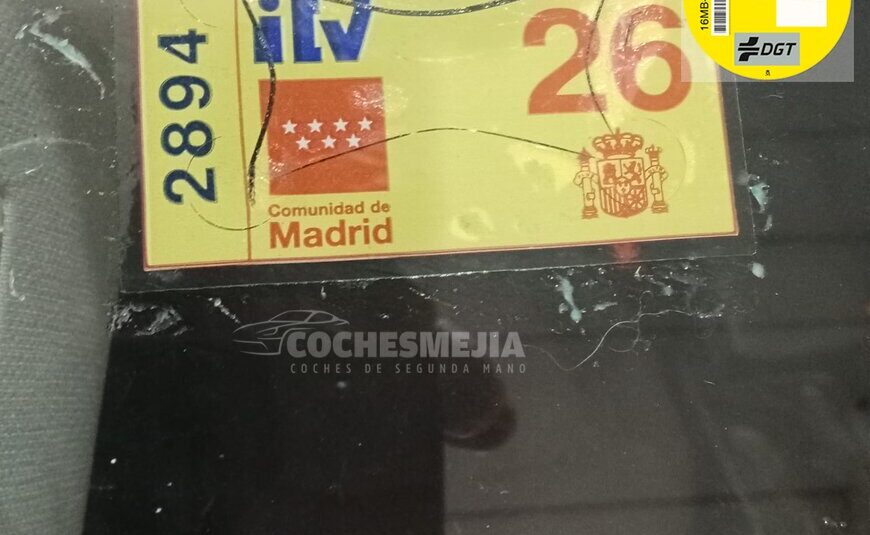 itv
26
2894
Comunidad de
Madrid
16MB-
DGT
COCHESMEJIA
COCHES DE SEGUNDA MANO